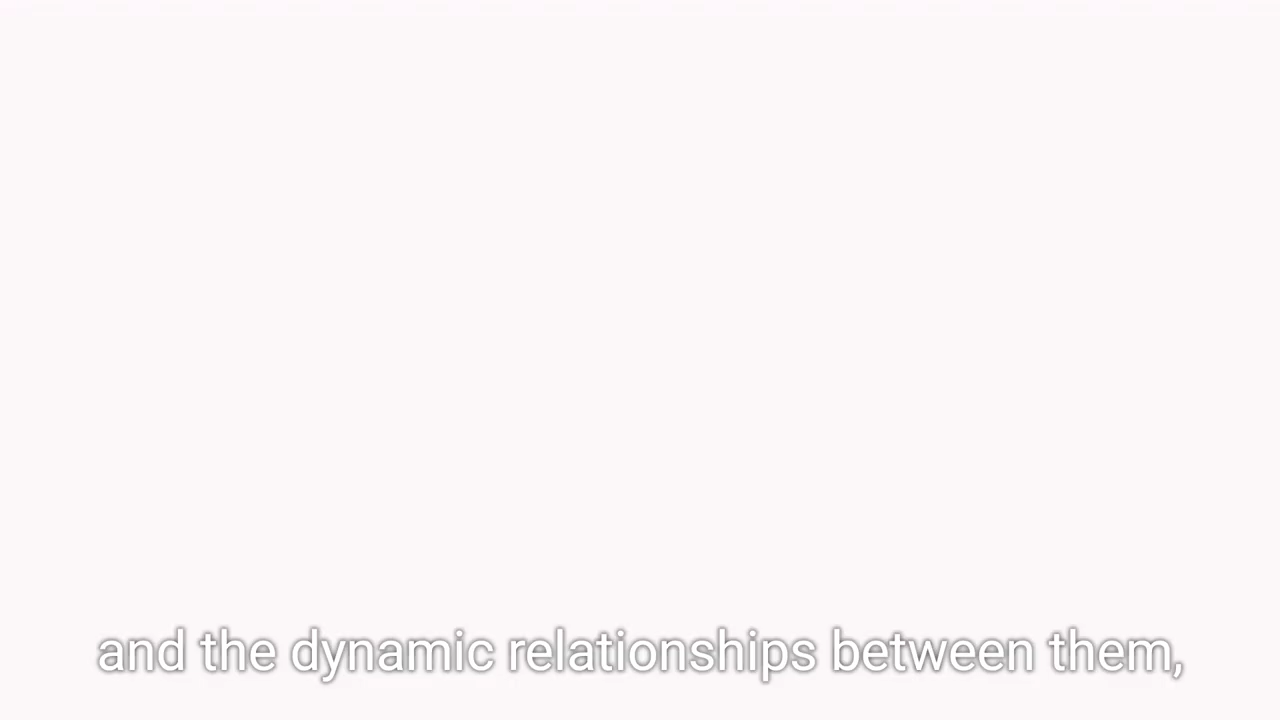 and the dynamic relationships between them,